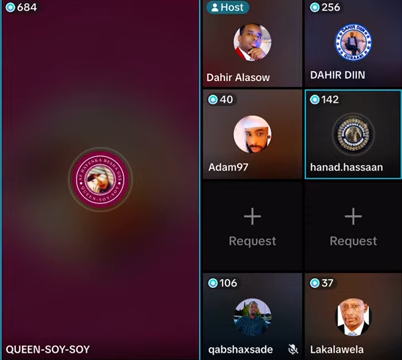 684
QUEEN-SOY-SOY
Host
Dahir Alasow
256
DAHIR DIIN
40
Adam97
142
hanad.hassaan
+
Request
+
Request
106
qabshaxsade
37
Lakalawela